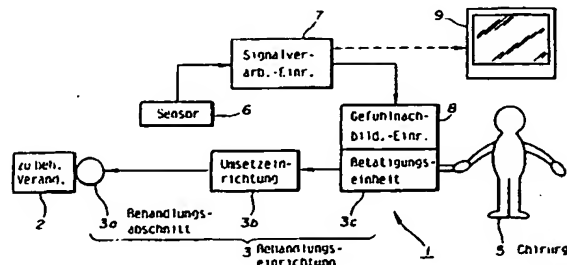 7
9
Signalver-
arb.-Einr.
Sensor
6
Gefühlnach-
bild.-Einr.
8
zu beh.
Veränd.
Umsetzein-
richtung
Betätigungs-
einheit
2
3a
3b
3c
1
5 Chirurg
Behandlungs-
abschnitt
3 Behandlungs-
einrichtung